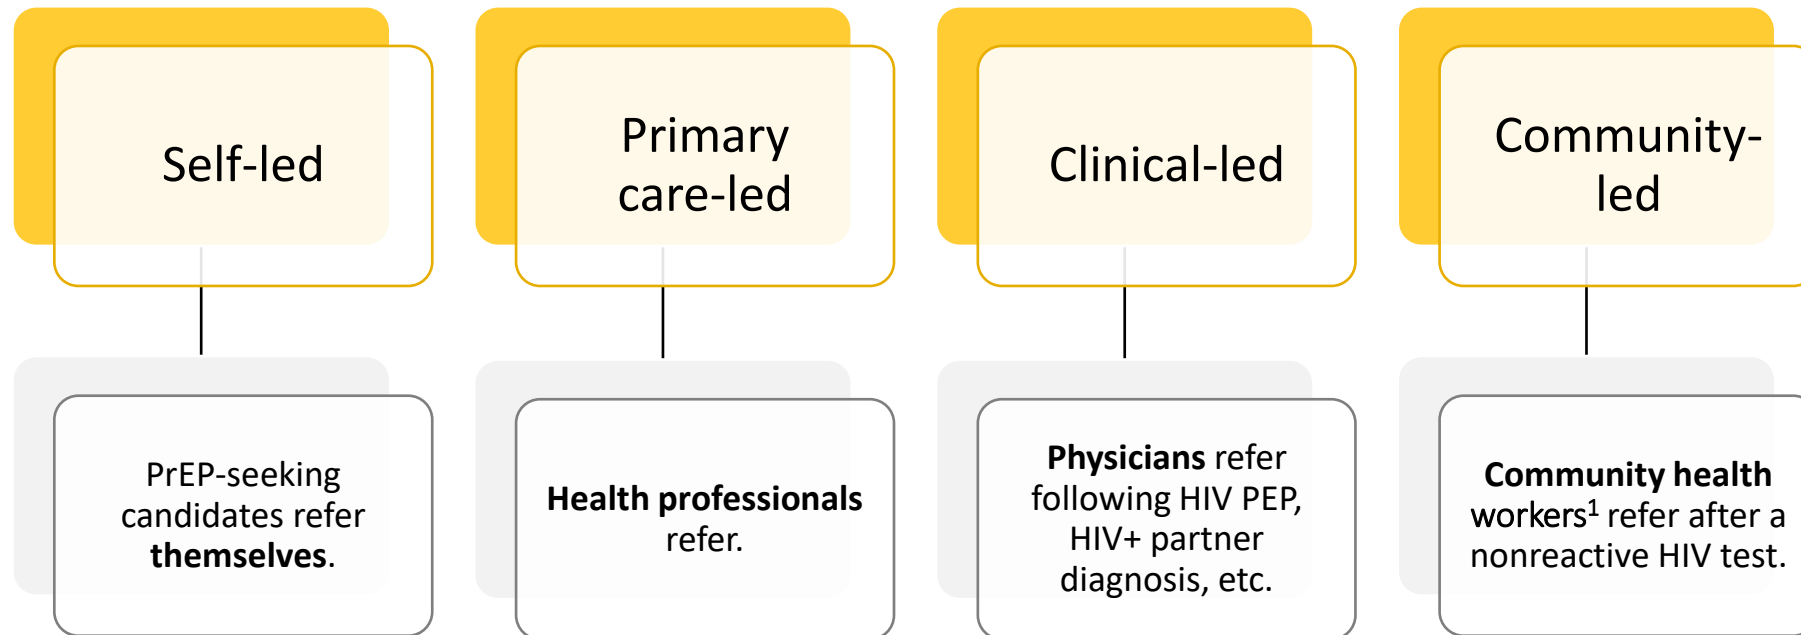 Self-led
Primary
care-led
Clinical-led
Community-
led
PrEP-seeking
candidates refer
themselves.
Health professionals
refer.
Physicians refer
following HIV PEP,
HIV+ partner
diagnosis, etc.
Community health
workers¹ refer after a
nonreactive HIV test.